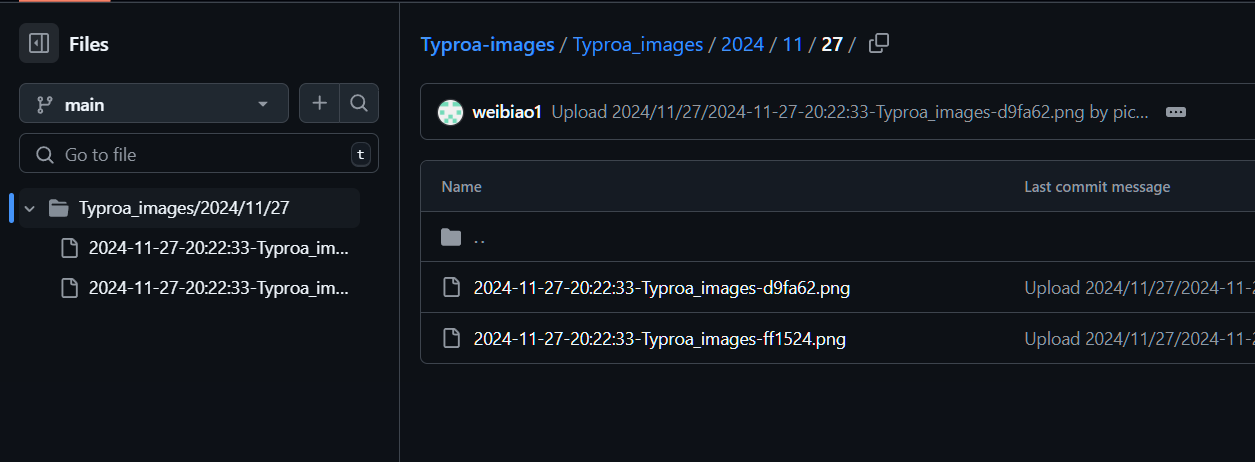 Files
main
Go to file
t
Typroa_images/2024/11/27
2024-11-27-20:22:33-Typroa_im...
2024-11-27-20:22:33-Typroa_im...
Typroa-images / Typroa_images / 2024 / 11 / 27 /
weibiao1 Upload 2024/11/27/2024-11-27-20:22:33-Typroa_images-d9fa62.png by pic...
Name Last commit message
..
2024-11-27-20:22:33-Typroa_images-d9fa62.png Upload 2024/11/27/2024-11-2
2024-11-27-20:22:33-Typroa_images-ff1524.png Upload 2024/11/27/2024-11-2